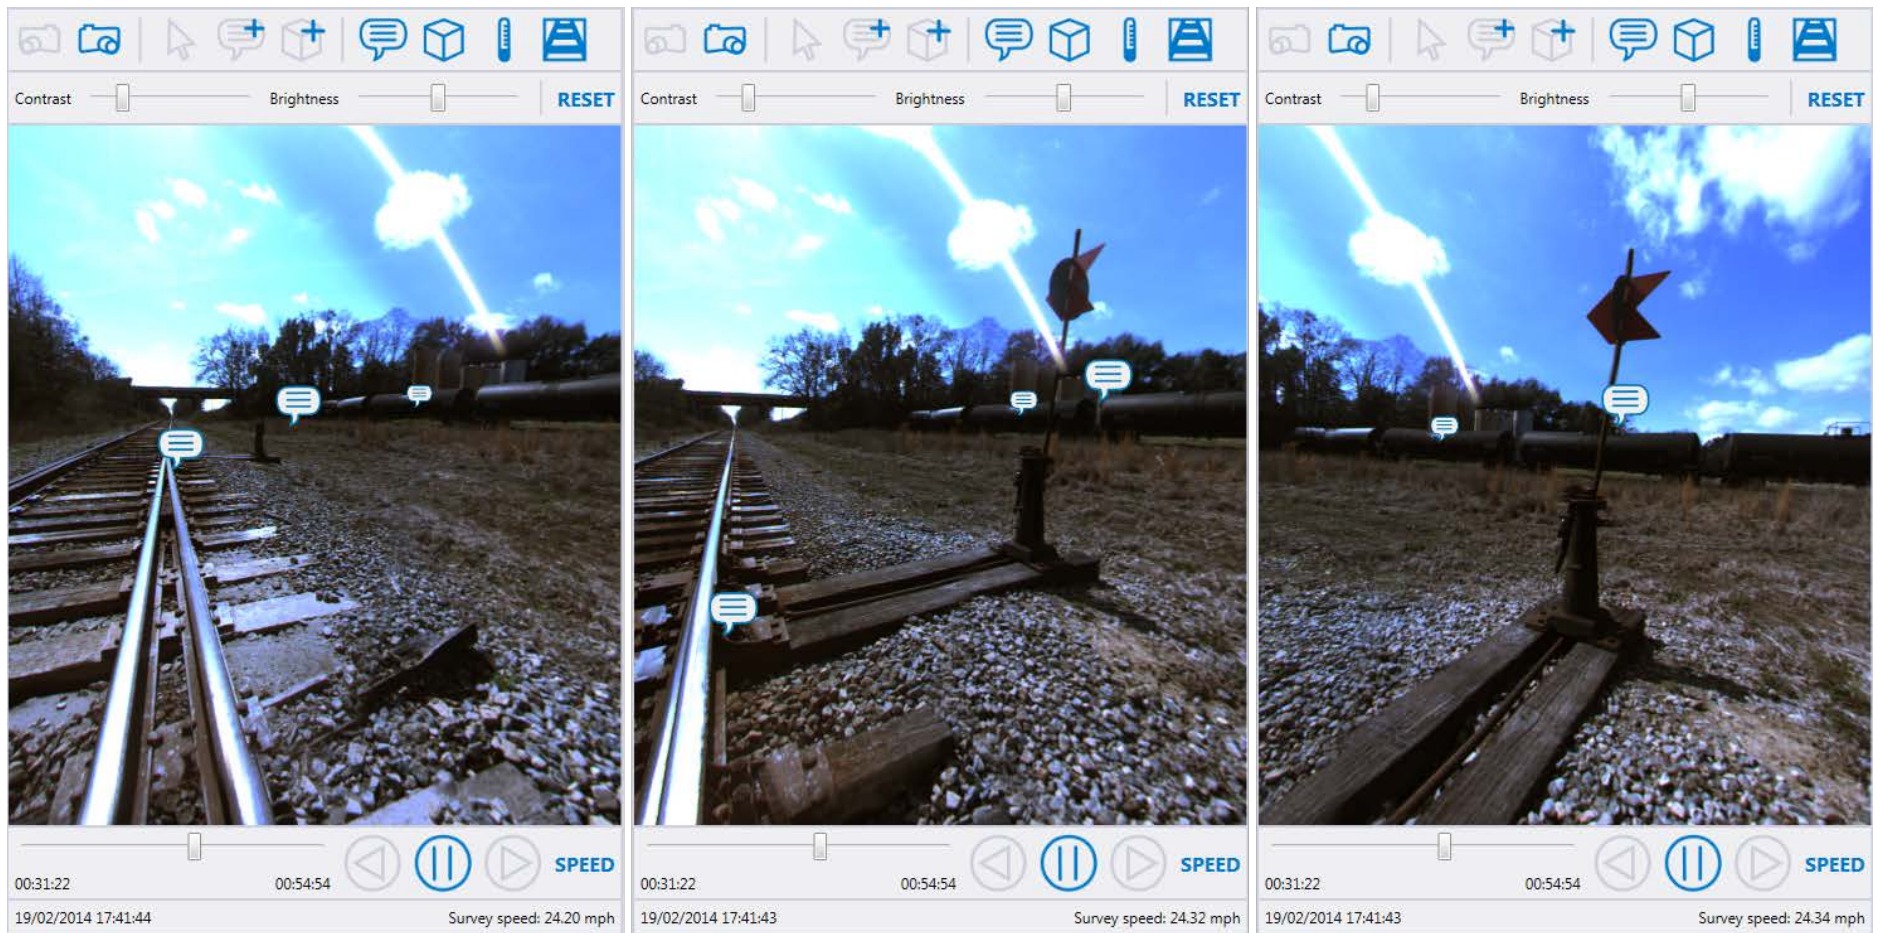 Contrast Brightness RESET
Contrast Brightness RESET
Contrast Brightness RESET
SPEED
00:31:22 00:54:54
19/02/2014 17:41:44 Survey speed: 24.20 mph
SPEED
00:31:22 00:54:54
19/02/2014 17:41:43 Survey speed: 24.32 mph
SPEED
00:31:22 00:54:54
19/02/2014 17:41:43 Survey speed: 24.34 mph